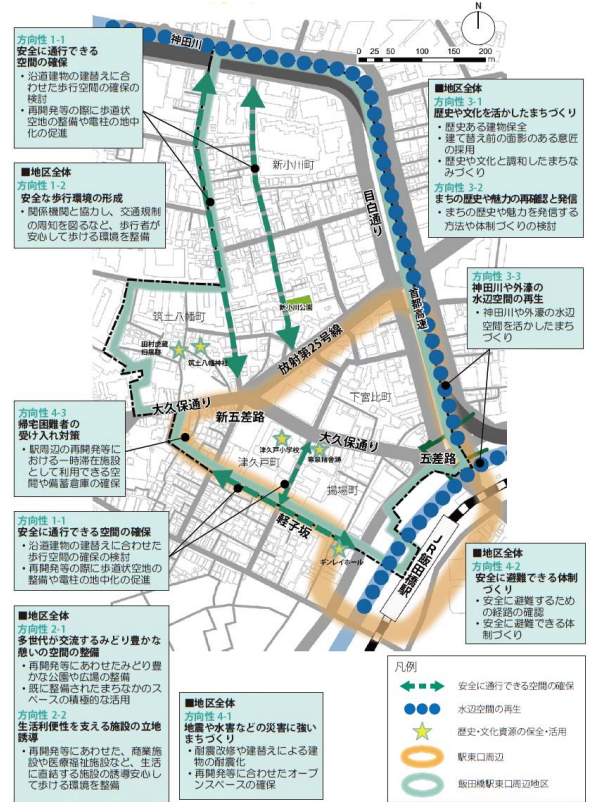 方向性 1-1
安全に通行できる
空間の確保
・沿道建物の建替えに合
わせた歩行空間の確保の
検討
・再開発等の際に歩道状
空地の整備や電柱の地中
化の促進
■地区全体
方向性 1-2
安全な歩行環境の形成
・関係機関と協力し、交通規制
の周知を図るなど、歩行者が
安心して歩ける環境を整備
神田川
N
0 25 50 100 150 200
m
■地区全体
方向性 3-1
歴史や文化を活かしたまちづくり
・歴史ある建物保全
・建て替え前の面影のある意匠
の採用
・歴史や文化と調和したまちな
みづくり
方向性 3-2
まちの歴史や魅力の再確認と発信
・まちの歴史や魅力を発信する
方法や体制づくりの検討
方向性 3-3
神田川や外濠の
水辺空間の再生
・神田川や外濠の水辺
空間を活かしたまち
づくり
新小川町
目白通り
首都高速
新小川公園
筑土八幡町
田村虎蔵
旧居跡
筑土八幡神社
放射第25号線
下宮比町
大久保通り
新五差路
大久保通り
五差路
津久戸小学校
津久戸町
揚場町
軽子坂
ギンレイホール
JR飯田橋駅
方向性 4-3
帰宅困難者の
受け入れ対策
・駅周辺の再開発等に
おける一時滞在施設
として利用できる空
間や備蓄倉庫の確保
方向性 1-1
安全に通行できる空間の確保
・沿道建物の建替えに合わせた
歩行空間の確保の検討
・再開発等の際に歩道状空地の
整備や電柱の地中化の促進
■地区全体
方向性 2-1
多世代が交流するみどり豊かな
憩いの空間の整備
・再開発等にあわせたみどり豊
かな公園や広場の整備
・既に整備されたまちなかのス
ペースの積極的な活用
方向性 2-2
生活利便性を支える施設の立地
誘導
・再開発等にあわせた、商業施
設や医療福祉施設など、生活
に直結する施設の誘導安心し
て歩ける環境を整備
■地区全体
方向性 4-1
地震や水害などの災害に強い
まちづくり
・耐震改修や建替えによる建
物の耐震化
・再開発等に合わせたオープ
ンスペースの確保
■地区全体
方向性 4-2
安全に避難できる体制
づくり
・安全に避難するため
の経路の確認
・安全に避難できる体
制づくり
凡例
安全に通行できる空間の確保
水辺空間の再生
歴史・文化資源の保全・活用
駅東口周辺
飯田橋駅東口周辺地区